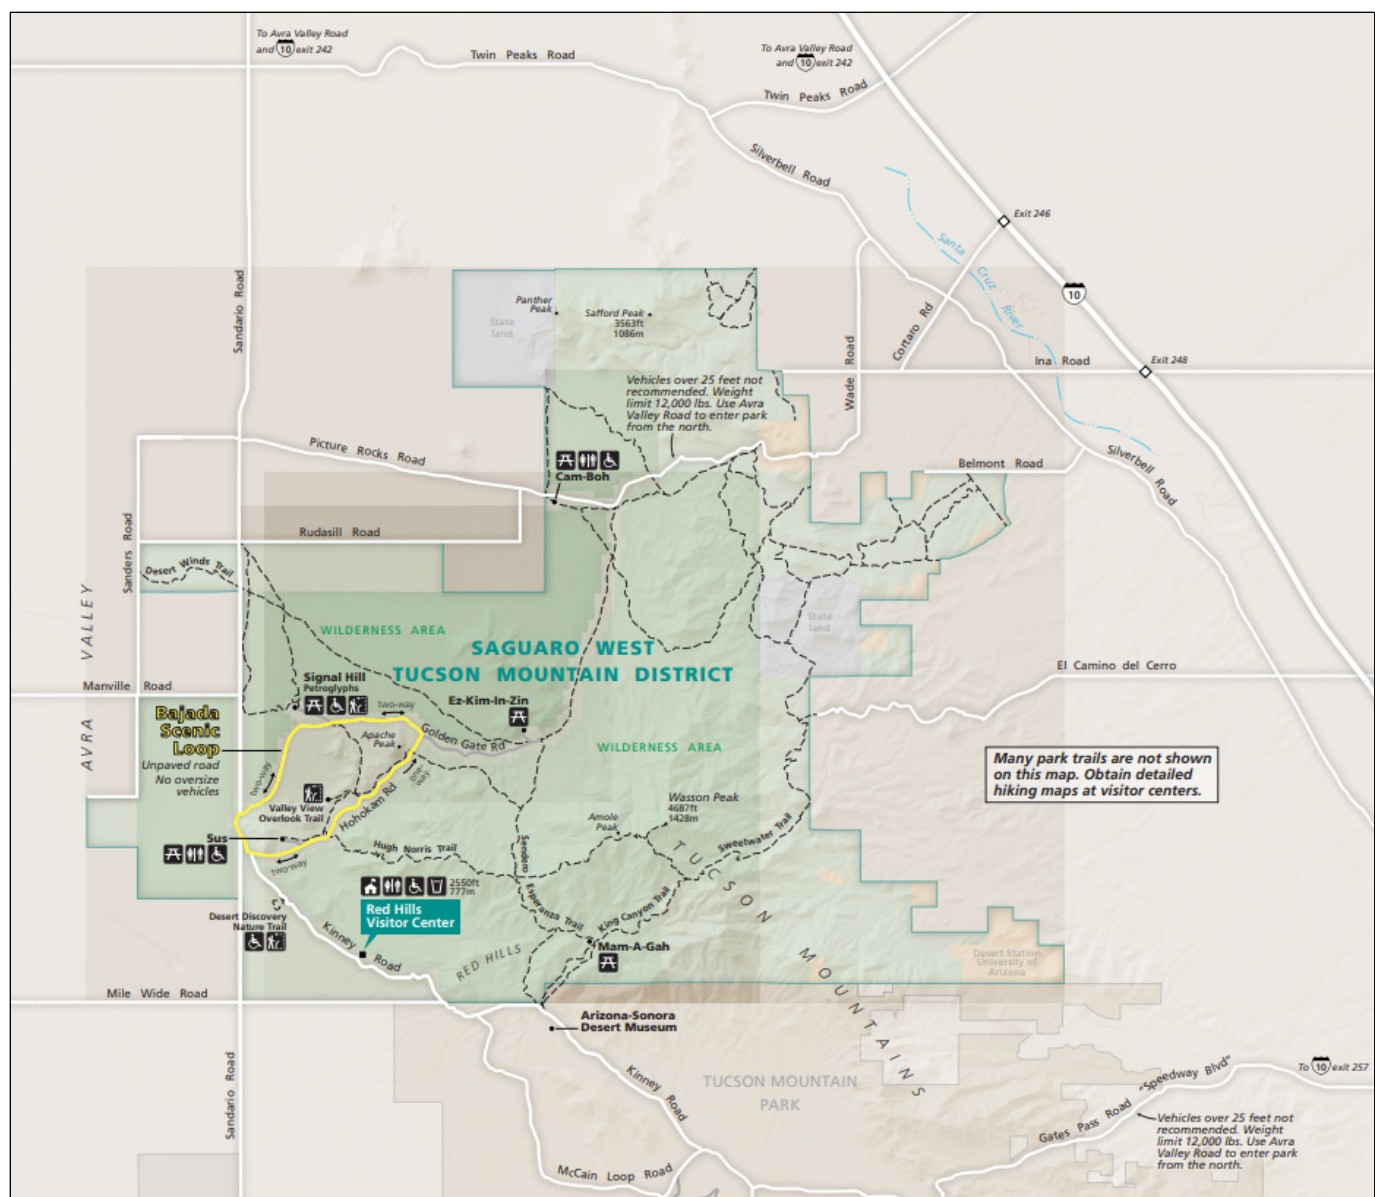 To Avra Valley Road
and 10 exit 242
Twin Peaks Road
To Avra Valley Road
and 10 exit 242
Twin Peaks Road
Silverbell Road
Exit 246
Santa Cruz River
10
Sandario Road
Panther
Peak
State
land
Safford Peak
3563ft
1086m
Cortaro Rd
Wade Road
Ina Road
Exit 248
Vehicles over 25 feet not
recommended. Weight
limit 12,000 lbs. Use Avra
Valley Road to enter park
from the north.
Picture Rocks Road
Cam-Boh
Belmont Road
Silverbell Road
Sanders Road
Rudasill Road
Desert Winds Trail
AVRA VALLEY
WILDERNESS AREA
SAGUARO WEST
TUCSON MOUNTAIN DISTRICT
State
land
El Camino del Cerro
Manville Road
Signal Hill
Petroglyphs
two-way
Ez-Kim-In-Zin
Bajada
Scenic
Loop
Unpaved road
No oversize
vehicles
Apache
Peak
Golden Gate Rd
WILDERNESS AREA
two-way
one-way
Many park trails are not shown
on this map. Obtain detailed
hiking maps at visitor centers.
Valley View
Overlook Trail
Hohokam Rd
Wasson Peak
4687ft
1428m
Amole
Peak
Sus
two-way
Hugh Norris Trail
Sendero Esperanza Trail
Sweetwater Trail
TUCSON MOUNTAINS
2550ft
777m
Red Hills
Visitor Center
Desert Discovery
Nature Trail
Kinney Road
RED HILLS
King Canyon Trail
Mam-A-Gah
Desert Station
University of
Arizona
Mile Wide Road
Arizona-Sonora
Desert Museum
Sandario Road
Kinney Road
TUCSON MOUNTAIN
PARK
McCain Loop Road
Gates Pass Road
"Speedway Blvd"
To 10 exit 257
Vehicles over 25 feet not
recommended. Weight
limit 12,000 lbs. Use Avra
Valley Road to enter park
from the north.